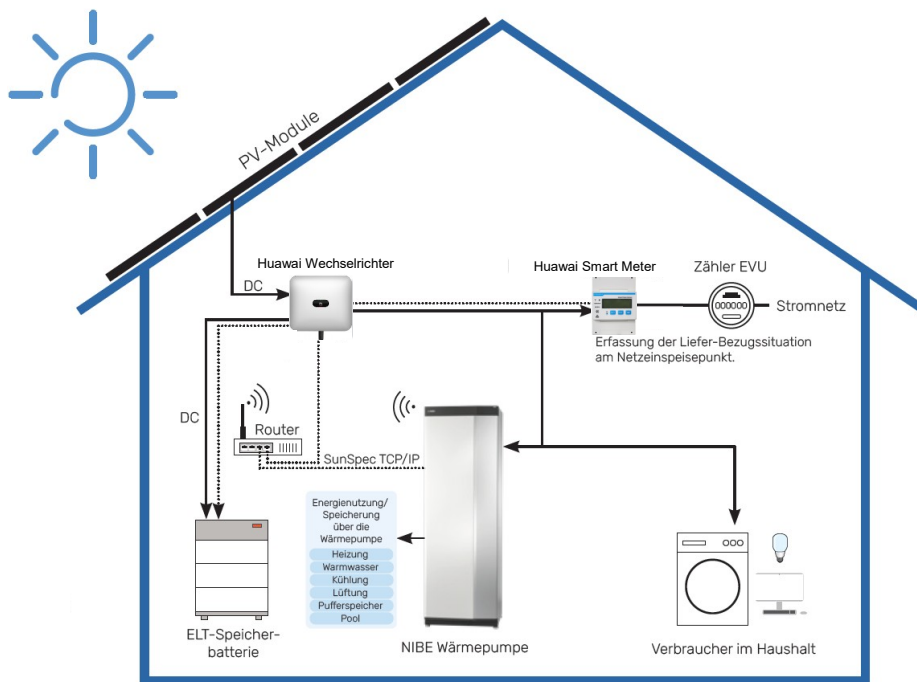 PV-Module
Huawai Wechselrichter
Huawai Smart Meter
Zähler EVU
DC
000000
Stromnetz
Erfassung der Liefer-Bezugssituation
am Netzeinspeisepunkt.
DC
Router
SunSpec TCP/IP
Energienutzung/
Speicherung
über die
Wärmepumpe
Heizung
Warmwasser
Kühlung
Lüftung
Pufferspeicher
Pool
ELT-Speicher-
batterie
NIBE Wärmepumpe
Verbraucher im Haushalt